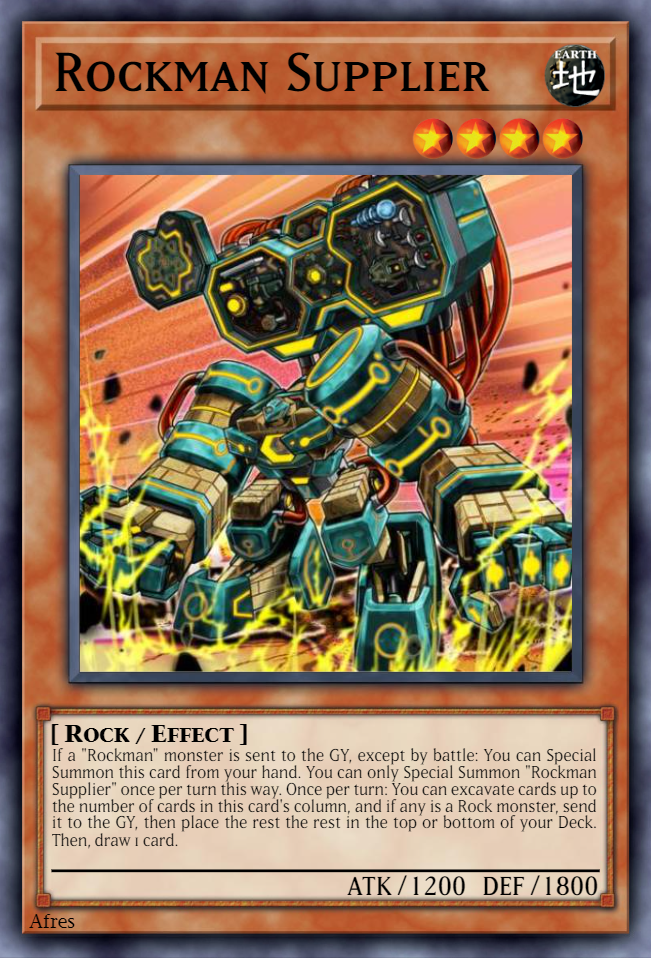 Rockman Supplier
EARTH
地
[ Rock / Effect ]
If a "Rockman" monster is sent to the GY, except by battle: You can Special
Summon this card from your hand. You can only Special Summon "Rockman
Supplier" once per turn this way. Once per turn: You can excavate cards up to
the number of cards in this card's column, and if any is a Rock monster, send
it to the GY, then place the rest the rest in the top or bottom of your Deck.
Then, draw 1 card.
ATK / 1200 DEF / 1800
Afres